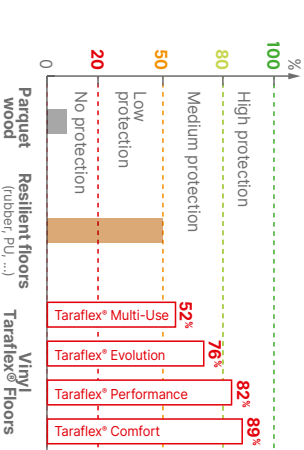 %
100
80
50
20
0
High protection
Medium protection
Low
protection
No protection
Parquet
wood
Resilient floors
(rubber, PU, ...)
Vinyl
Taraflex® Floors
Taraflex® Multi-Use
52%
Taraflex® Evolution
76%
Taraflex® Performance
82%
Taraflex® Comfort
89%